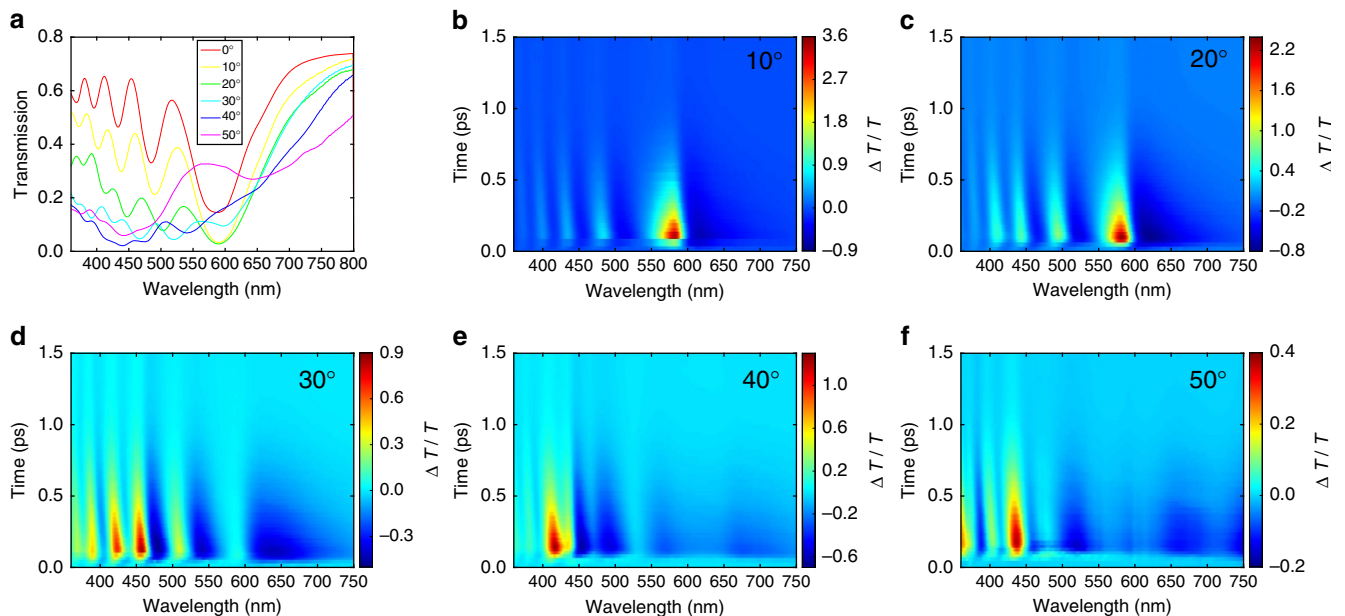 a
0.8
0.6
0.4
0.2
0.0
Transmission
0°
10°
20°
30°
40°
50°
400 450 500 550 600 650 700 750 800
Wavelength (nm)
b
1.5
1.0
0.5
0.0
Time (ps)
10°
400 450 500 550 600 650 700 750
Wavelength (nm)
3.6
2.7
1.8
0.9
0.0
−0.9
Δ T / T
c
1.5
1.0
0.5
0.0
Time (ps)
20°
400 450 500 550 600 650 700 750
Wavelength (nm)
2.2
1.6
1.0
0.4
−0.2
−0.8
Δ T / T
d
1.5
1.0
0.5
0.0
Time (ps)
30°
400 450 500 550 600 650 700 750
Wavelength (nm)
0.9
0.6
0.3
0.0
−0.3
Δ T / T
e
1.5
1.0
0.5
0.0
Time (ps)
40°
400 450 500 550 600 650 700 750
Wavelength (nm)
1.0
0.7
0.2
−0.2
−0.6
Δ T / T
f
1.5
1.0
0.5
0.0
Time (ps)
50°
400 450 500 550 600 650 700 750
Wavelength (nm)
0.4
0.2
0.0
−0.1
−0.2
Δ T / T